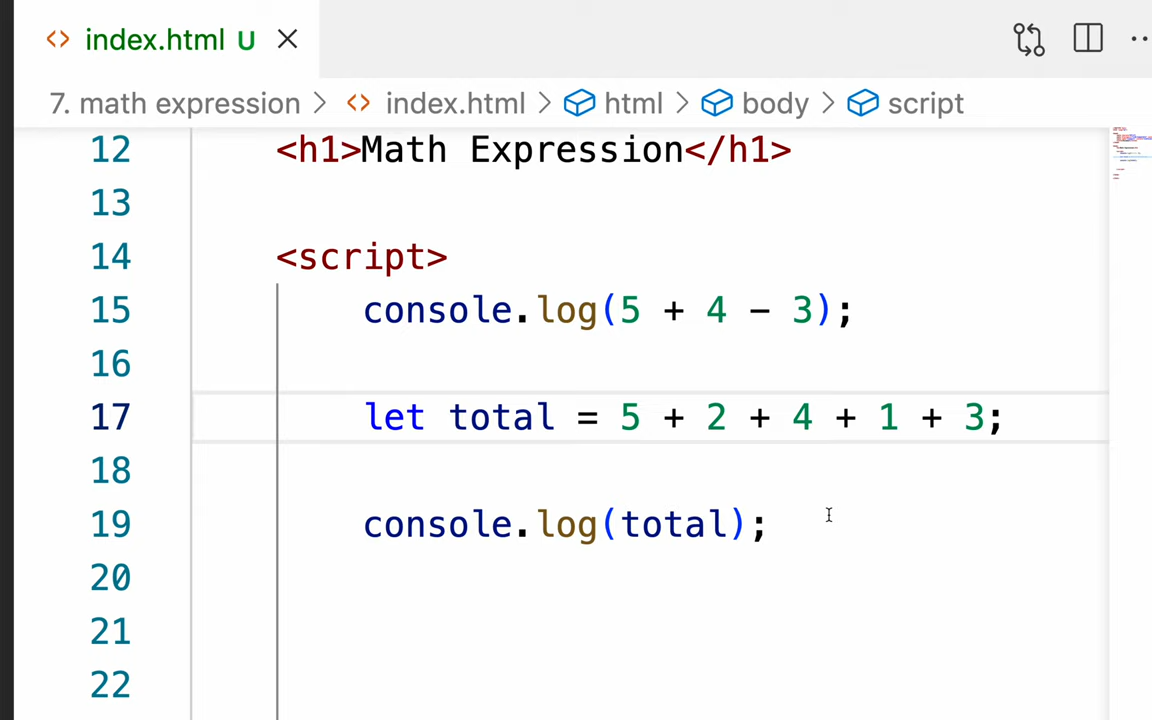 index.html U
7. math expression > index.html > html > body > script
12 <h1>Math Expression</h1>
13
14 <script>
15 console.log(5 + 4 - 3);
16
17 let total = 5 + 2 + 4 + 1 + 3;
18
19 console.log(total);
20
21
22